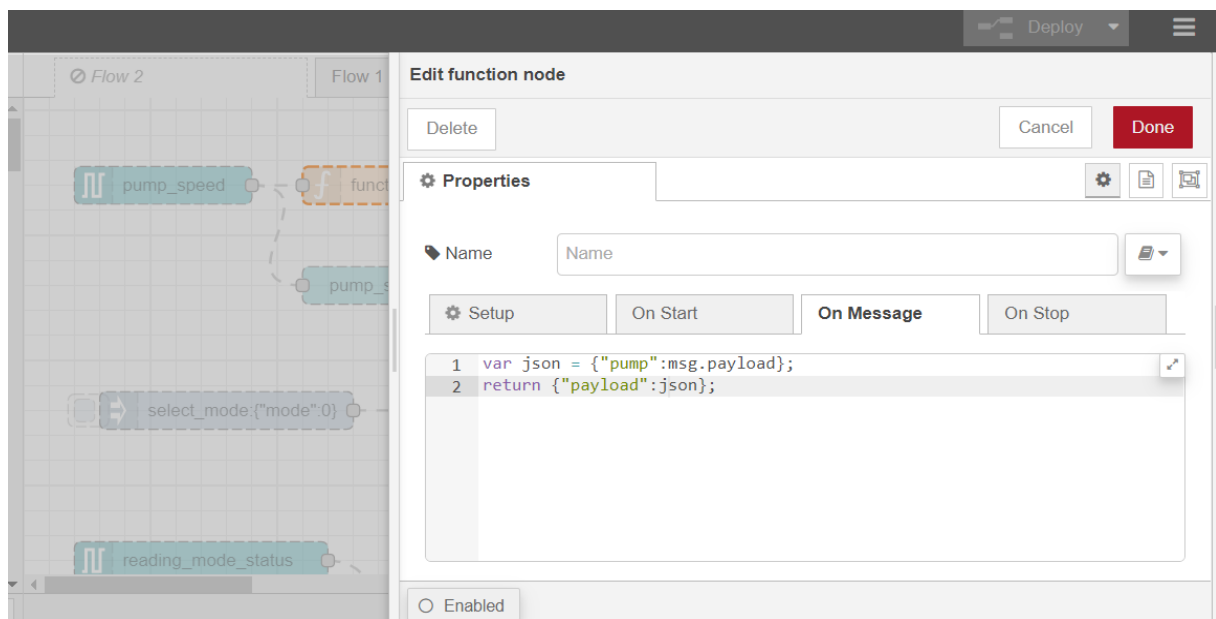 Deploy
Flow 2
Flow 1
Edit function node
Delete
Cancel
Done
Properties
pump_speed
funct
Name
Name
pump_s
Setup
On Start
On Message
On Stop
1 var json = {"pump":msg.payload};
2 return {"payload":json};
select_mode:{"mode":0}
reading_mode_status
Enabled